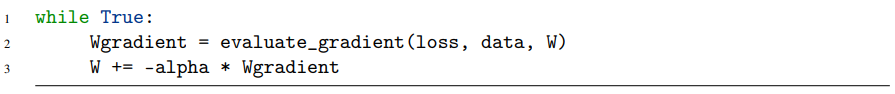 1 while True:
2 Wgradient = evaluate_gradient(loss, data, W)
3 W += -alpha * Wgradient